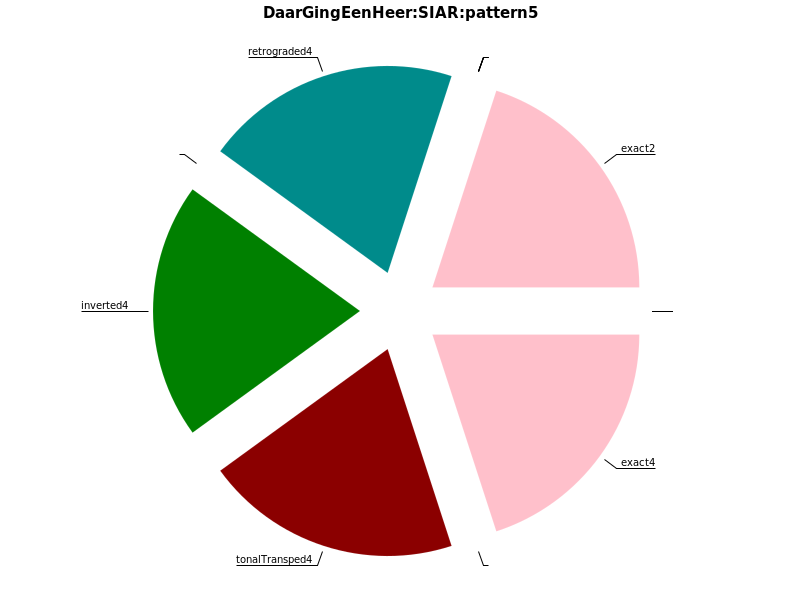 DaarGingEenHeer:SIAR:pattern5
retrograded4
exact2
inverted4
exact4
tonalTransped4